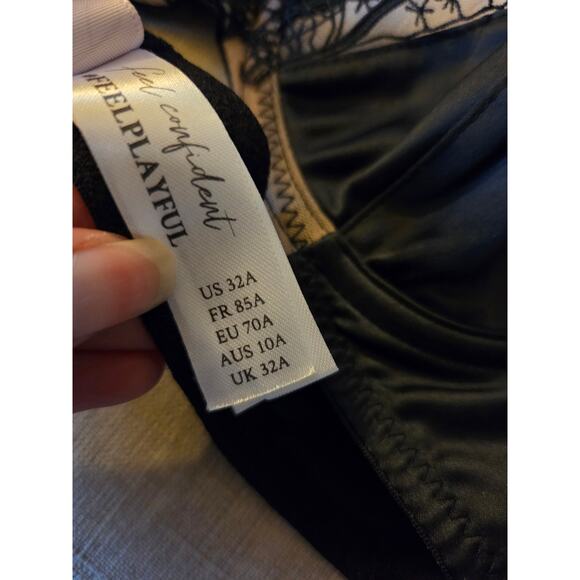 feel confident
#FEELPLAYFUL
US 32A
FR 85A
EU 70A
AUS 10A
UK 32A